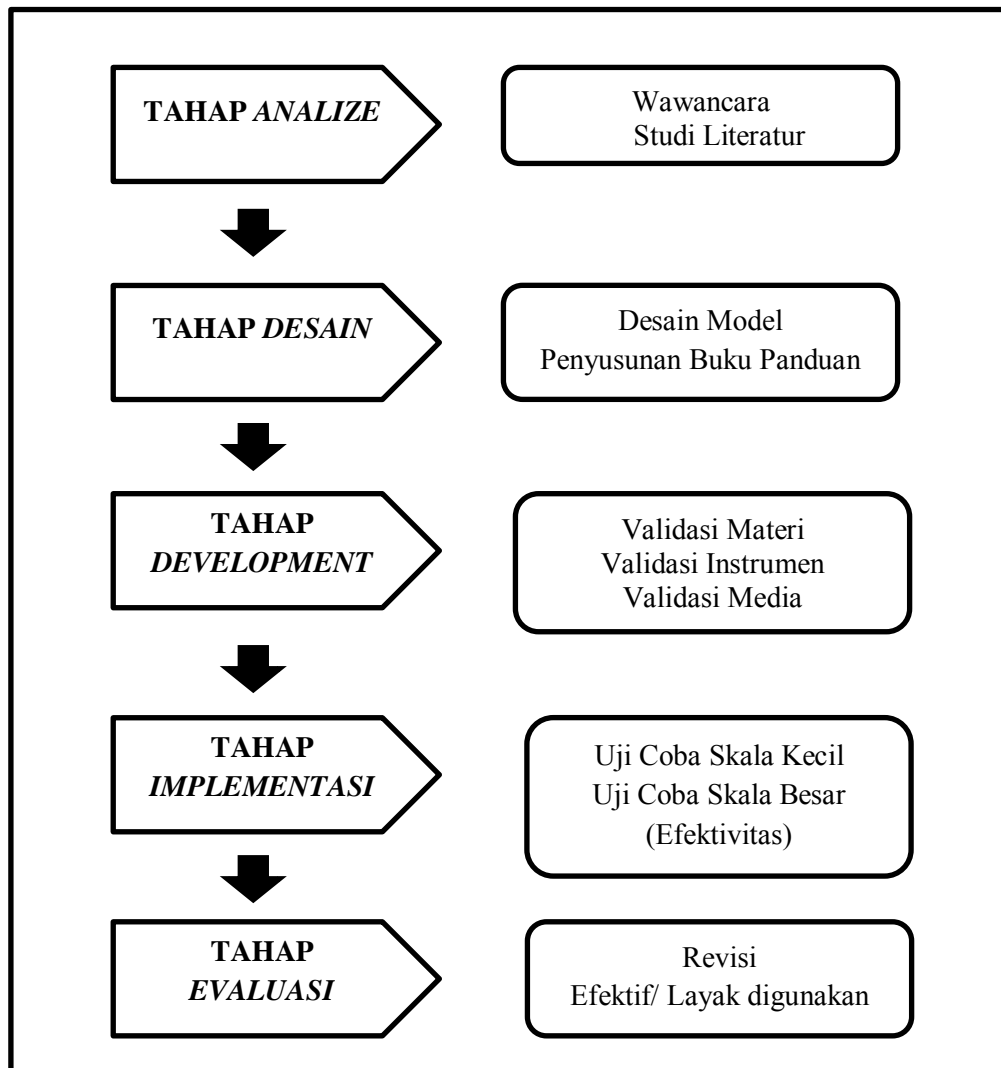 TAHAP ANALIZE
Wawancara
Studi Literatur
TAHAP DESAIN
Desain Model
Penyusunan Buku Panduan
TAHAP
DEVELOPMENT
Validasi Materi
Validasi Instrumen
Validasi Media
TAHAP
IMPLEMENTASI
Uji Coba Skala Kecil
Uji Coba Skala Besar
(Efektivitas)
TAHAP
EVALUASI
Revisi
Efektif/ Layak digunakan